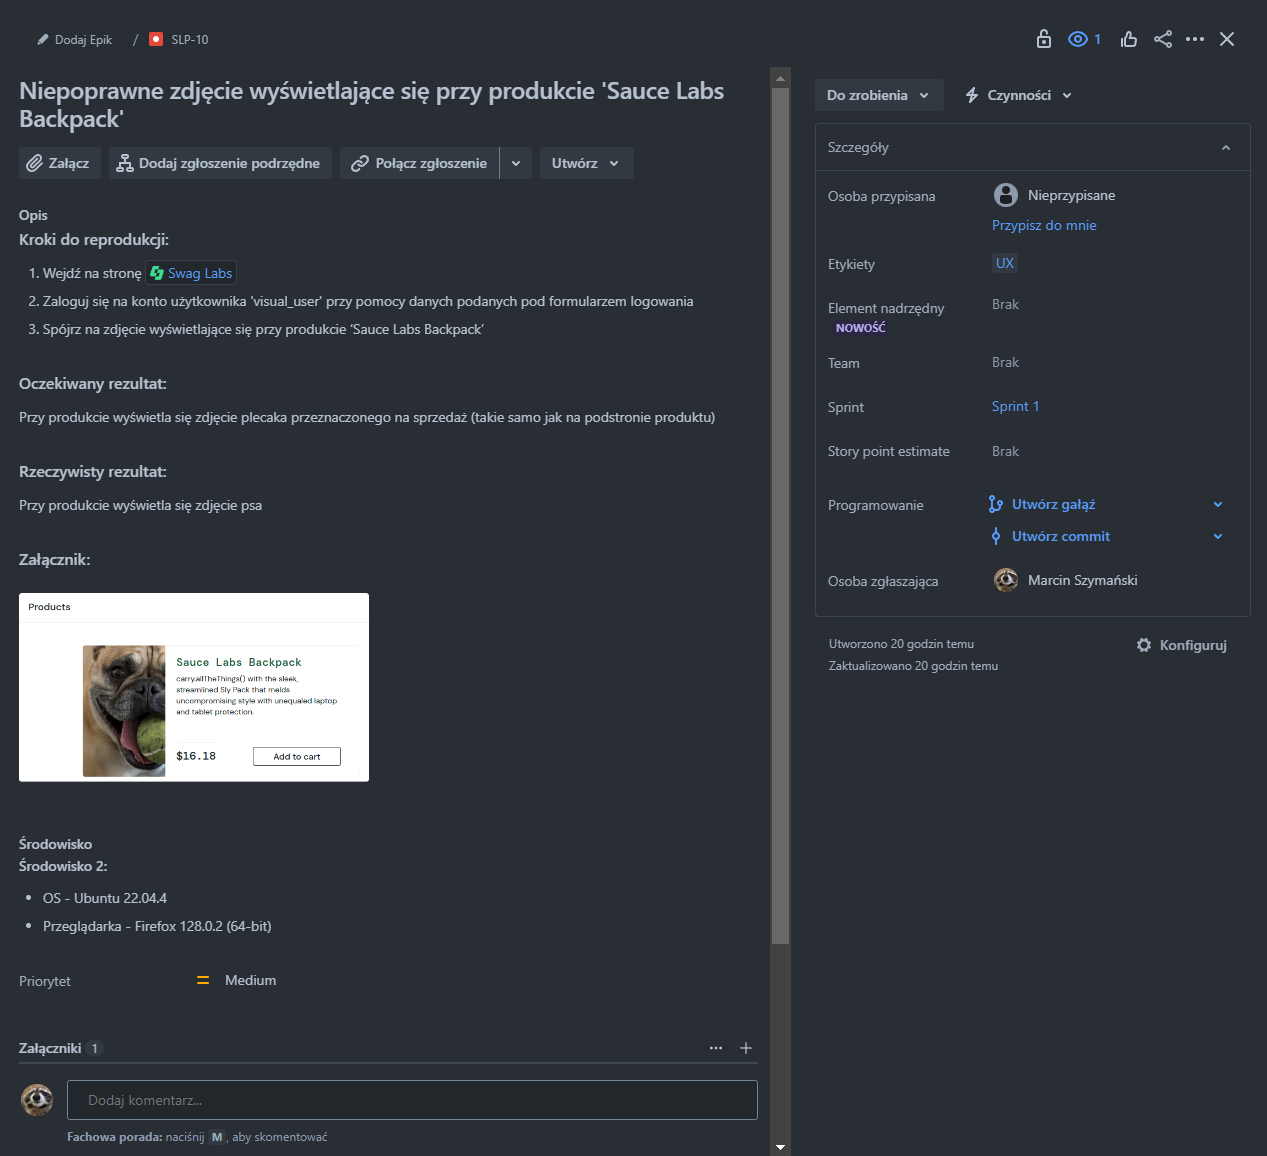 Dodaj Epik / SLP-10
1
Niepoprawne zdjęcie wyświetlające się przy produkcie 'Sauce Labs
Backpack'
Załącz
Dodaj zgłoszenie podrzędne
Połącz zgłoszenie
Utwórz
Opis
Kroki do reprodukcji:
1. Wejdź na stronę Swag Labs
2. Zaloguj się na konto użytkownika 'visual_user' przy pomocy danych podanych pod formularzem logowania
3. Spójrz na zdjęcie wyświetlające się przy produkcie ‘Sauce Labs Backpack’
Oczekiwany rezultat:
Przy produkcie wyświetla się zdjęcie plecaka przeznaczonego na sprzedaż (takie samo jak na podstronie produktu)
Rzeczywisty rezultat:
Przy produkcie wyświetla się zdjęcie psa
Załącznik:
Products
Sauce Labs Backpack
carry.allTheThings() with the sleek,
streamlined Sly Pack that melds
uncompromising style with unequaled laptop
and tablet protection.
$16.18
Add to cart
Środowisko
Środowisko 2:
• OS - Ubuntu 22.04.4
• Przeglądarka - Firefox 128.0.2 (64-bit)
Priorytet
Medium
Załączniki 1
Dodaj komentarz...
Fachowa porada: naciśnij M, aby skomentować
Do zrobienia
Czynności
Szczegóły
Osoba przypisana
Nieprzypisane
Przypisz do mnie
Etykiety
UX
Element nadrzędny
Brak
NOWOŚĆ
Team
Brak
Sprint
Sprint 1
Story point estimate
Brak
Programowanie
Utwórz gałąź
Utwórz commit
Osoba zgłaszająca
Marcin Szymański
Utworzono 20 godzin temu
Zaktualizowano 20 godzin temu
Konfiguruj